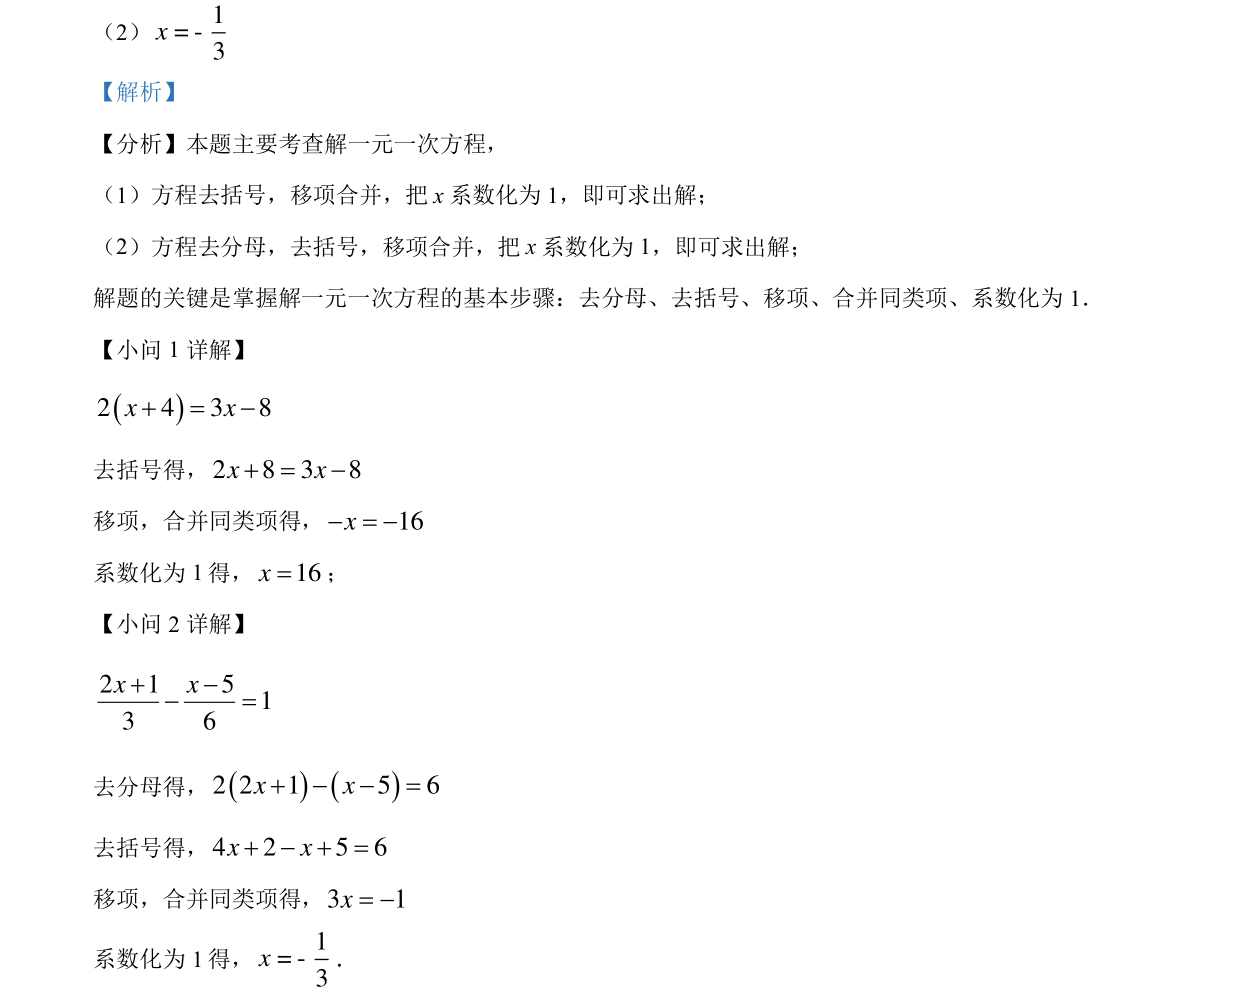 （2）x = - 1/3
【解析】
【分析】本题主要考查解一元一次方程，
（1）方程去括号，移项合并，把 x 系数化为 1，即可求出解；
（2）方程去分母，去括号，移项合并，把 x 系数化为 1，即可求出解；
解题的关键是掌握解一元一次方程的基本步骤：去分母、去括号、移项、合并同类项、系数化为 1．
【小问 1 详解】
2(x+4)=3x−8
去括号得，2x+8=3x−8
移项，合并同类项得，−x=−16
系数化为 1 得，x=16；
【小问 2 详解】
(2x+1)/3 − (x−5)/6 = 1
去分母得，2(2x+1)−(x−5)=6
去括号得，4x+2−x+5=6
移项，合并同类项得，3x=−1
系数化为 1 得，x = - 1/3．